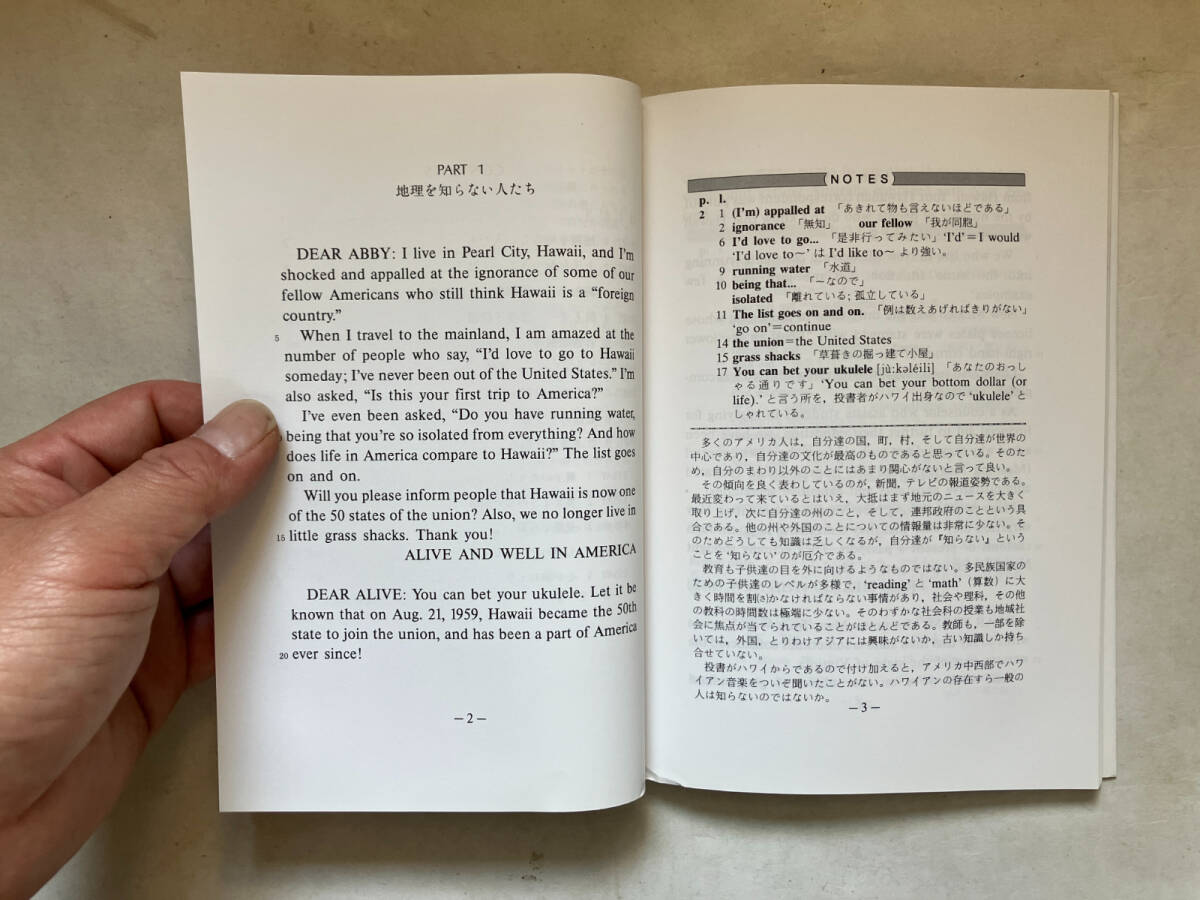 PART 1
地理を知らない人たち
DEAR ABBY: I live in Pearl City, Hawaii, and I'm
shocked and appalled at the ignorance of some of our
fellow Americans who still think Hawaii is a “foreign
country.”
5 When I travel to the mainland, I am amazed at the
number of people who say, “I'd love to go to Hawaii
someday; I've never been out of the United States.” I'm
also asked, “Is this your first trip to America?”
I've even been asked, “Do you have running water,
being that you're so isolated from everything? And how
does life in America compare to Hawaii?” The list goes
on and on.
Will you please inform people that Hawaii is now one
of the 50 states of the union? Also, we no longer live in
15 little grass shacks. Thank you!
ALIVE AND WELL IN AMERICA
DEAR ALIVE: You can bet your ukulele. Let it be
known that on Aug. 21, 1959, Hawaii became the 50th
state to join the union, and has been a part of America
20 ever since!
—2—
NOTES
p. l.
2 1 (I'm) appalled at 「あきれて物も言えないほどである」
2 ignorance 「無知」 our fellow 「我が同胞」
6 I'd love to go... 「是非行ってみたい」 ‘I'd’＝I would
‘I'd love to〜’ は I'd like to〜 より強い。
9 running water 「水道」
10 being that... 「－なので」
isolated 「離れている; 孤立している」
11 The list goes on and on. 「例は数えあげればきりがない」
‘go on’＝continue
14 the union＝the United States
15 grass shacks 「草葺きの掘っ建て小屋」
17 You can bet your ukulele [jù:kəléili] 「あなたのおっし
ゃる通りです」 ‘You can bet your bottom dollar (or
life).’ と言う所を，投書者がハワイ出身なので ‘ukulele’ と
しゃれている。
多くのアメリカ人は，自分達の国，町，村，そして自分達が世界の
中心であり，自分達の文化が最高のものであると思っている。そのた
め，自分のまわり以外のことにはあまり関心がないと言って良い。
その傾向を良く表わしているのが，新聞，テレビの報道姿勢である。
最近変わって来ているとはいえ，大抵はまず地元のニュースを大きく
取り上げ，次に自分達の州のこと，そして，連邦政府のことという具
合である。他の州や外国のことについての情報量は非常に少ない。そ
のためどうしても知識は乏しくなるが，自分達が『知らない』という
ことを ‘知らない’ のが厄介である。
教育も子供達の目を外に向けるようなものではない。多民族国家の
ための子供達のレベルが多様で，‘reading’ と ‘math’（算数）に大
きく時間を割(さ)かなければならない事情があり，社会や理科，その他
の教科の時間数は極端に少ない。そのわずかな社会科の授業も地域社
会に焦点が当てられていることがほとんどである。教師も，一部を除
いては，外国，とりわけアジアには興味がないか，古い知識しか持ち
合せていない。
投書がハワイからであるので付け加えると，アメリカ中西部でハワ
イアン音楽をついぞ聞いたことがない。ハワイアンの存在すら一般の
人は知らないのではないか。
—3—